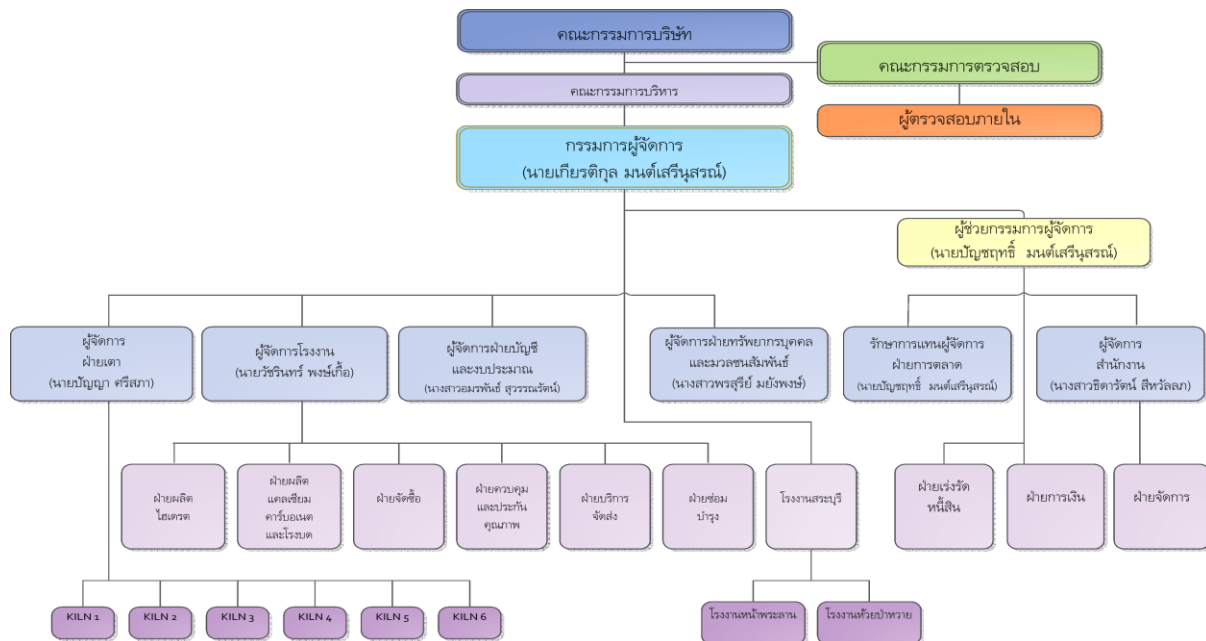 คณะกรรมการบริษัท
คณะกรรมการตรวจสอบ
คณะกรรมการบริหาร
ผู้ตรวจสอบภายใน
กรรมการผู้จัดการ
(นายเกียรติกุล มนต์เสรีนุสรณ์)
ผู้ช่วยกรรมการผู้จัดการ
(นายปัญชฤทธิ์ มนต์เสรีนุสรณ์)
ผู้จัดการ
ฝ่ายเตา
(นายปัญญา ศรีสภา)
ผู้จัดการโรงงาน
(นายวัชรินทร์ พงษ์เกื้อ)
ผู้จัดการฝ่ายบัญชี
และงบประมาณ
(นางสาวอมรพันธ์ สุวรรณรัตน์)
ผู้จัดการฝ่ายทรัพยากรบุคคล
และมวลชนสัมพันธ์
(นางสาวพรสุรีย์ มยังพงษ์)
รักษาการแทนผู้จัดการ
ฝ่ายการตลาด
(นายปัญชฤทธิ์ มนต์เสรีนุสรณ์)
ผู้จัดการ
สำนักงาน
(นางสาวธิดารัตน์ สีหวัลลภ)
ฝ่ายผลิต
ไฮเดรต
ฝ่ายผลิต
แคลเซียม
คาร์บอเนต
และโรงบด
ฝ่ายจัดซื้อ
ฝ่ายควบคุม
และประกัน
คุณภาพ
ฝ่ายบริการ
จัดส่ง
ฝ่ายซ่อม
บำรุง
โรงงานสระบุรี
ฝ่ายเร่งรัด
หนี้สิน
ฝ่ายการเงิน
ฝ่ายจัดการ
KILN 1
KILN 2
KILN 3
KILN 4
KILN 5
KILN 6
โรงงานหน้าพระลาน
โรงงานห้วยป่าหวาย